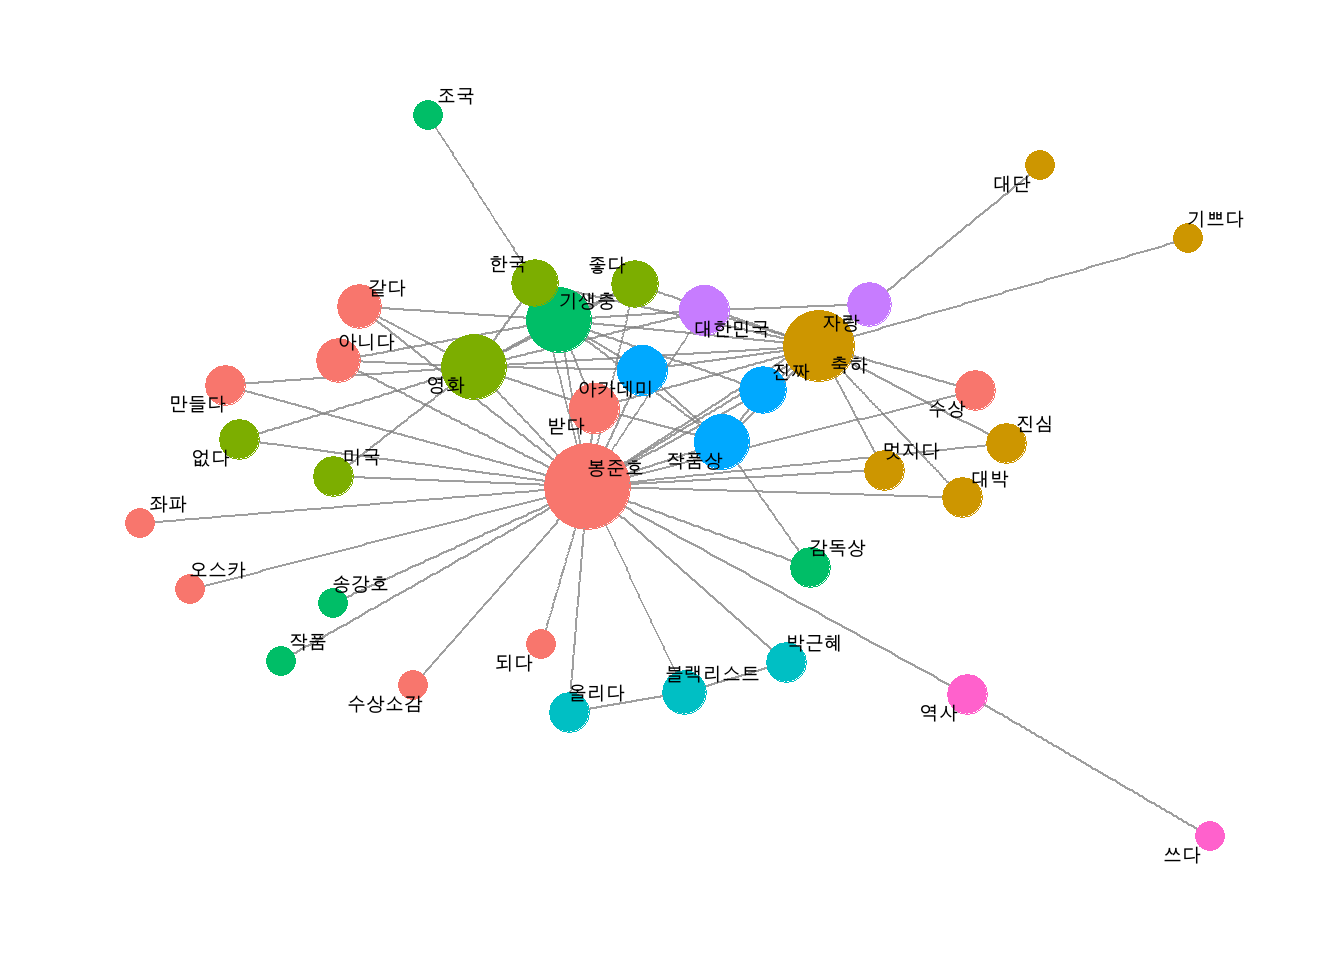 조국
대단
기쁘다
한국
좋다
같다
기생충
대한민국
자랑
아니다
축하
진짜
영화
아카데미
만들다
수상
받다
진심
없다
미국
봉준호
작품상
멋지다
대박
좌파
감독상
오스카
송강호
작품
되다
박근혜
블랙리스트
올리다
수상소감
역사
쓰다